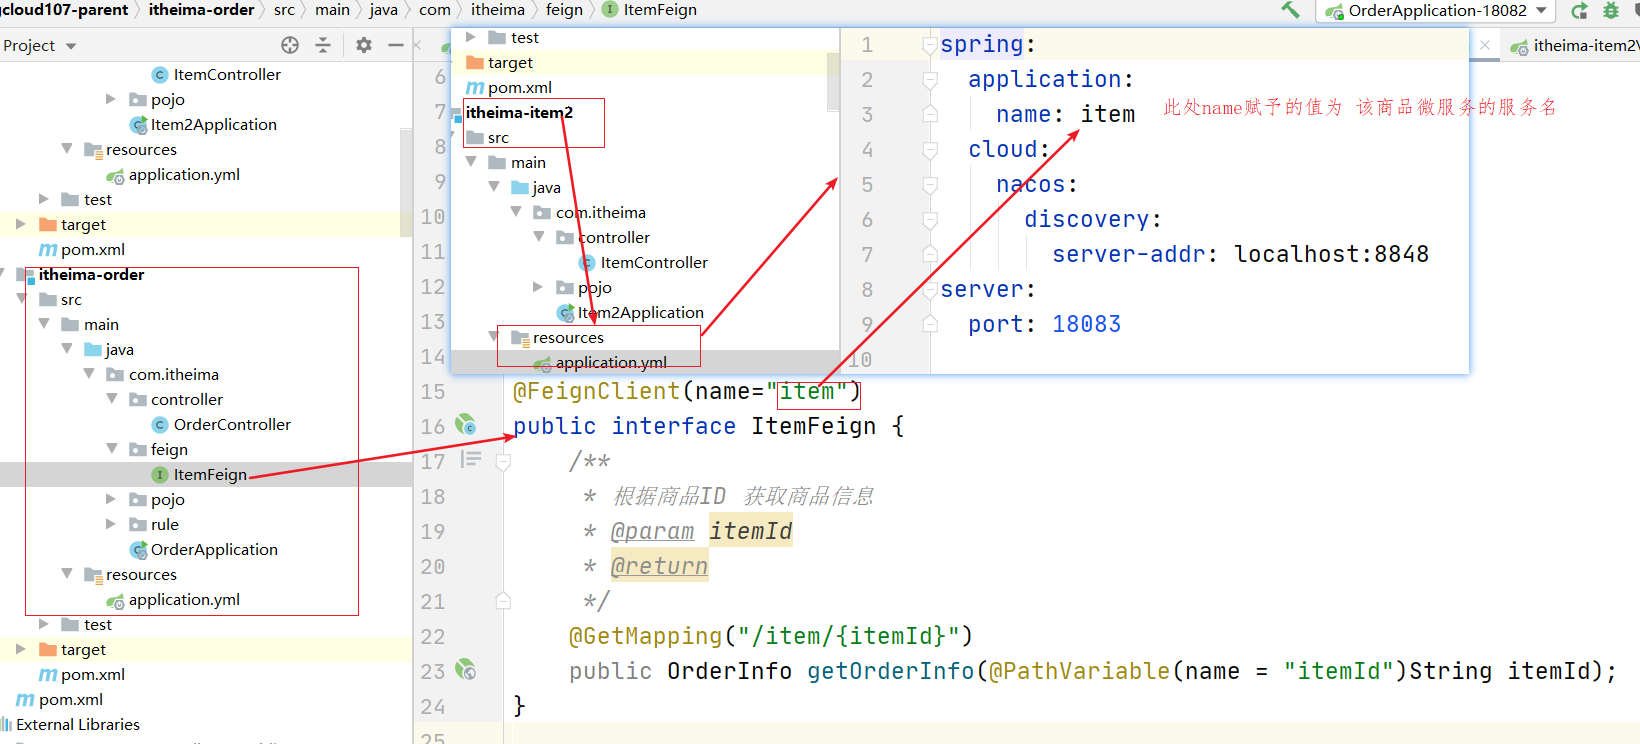 gcloud107-parent › itheima-order › src › main › java › com › itheima › feign › ItemFeign
OrderApplication-18082
Project
itheima-item2
ItemController
pojo
Item2Application
resources
application.yml
test
target
pom.xml
itheima-order
src
main
java
com.itheima
controller
OrderController
feign
ItemFeign
pojo
rule
OrderApplication
resources
application.yml
test
target
pom.xml
pom.xml
External Libraries
test
target
pom.xml
itheima-item2
src
main
java
com.itheima
controller
ItemController
pojo
Item2Application
resources
application.yml
1 spring:
2 application:
3 name: item
此处name赋予的值为 该商品微服务的服务名
4 cloud:
5 nacos:
6 discovery:
7 server-addr: localhost:8848
8 server:
9 port: 18083
10
6
7
8
9
10
11
12
13
14
15 @FeignClient(name="item")
16 public interface ItemFeign {
17 /**
18 * 根据商品ID 获取商品信息
19 * @param itemId
20 * @return
21 */
22 @GetMapping("/item/{itemId}")
23 public OrderInfo getOrderInfo(@PathVariable(name = "itemId")String itemId);
24 }
25